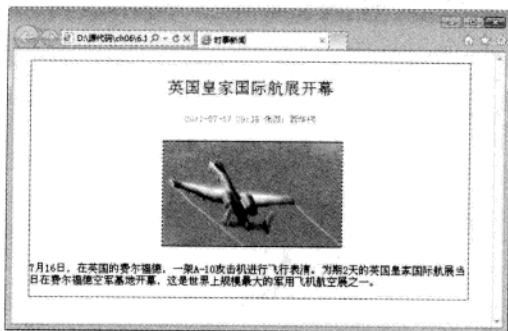 D:\源代码\ch06\6.1
时事新闻
英国皇家国际航展开幕
7月16日，在英国的费尔福德，一架A-10攻击机进行飞行表演。为期2天的英国皇家国际航展当
日在费尔福德空军基地开幕，这是世界上规模最大的军用飞机航空展之一。